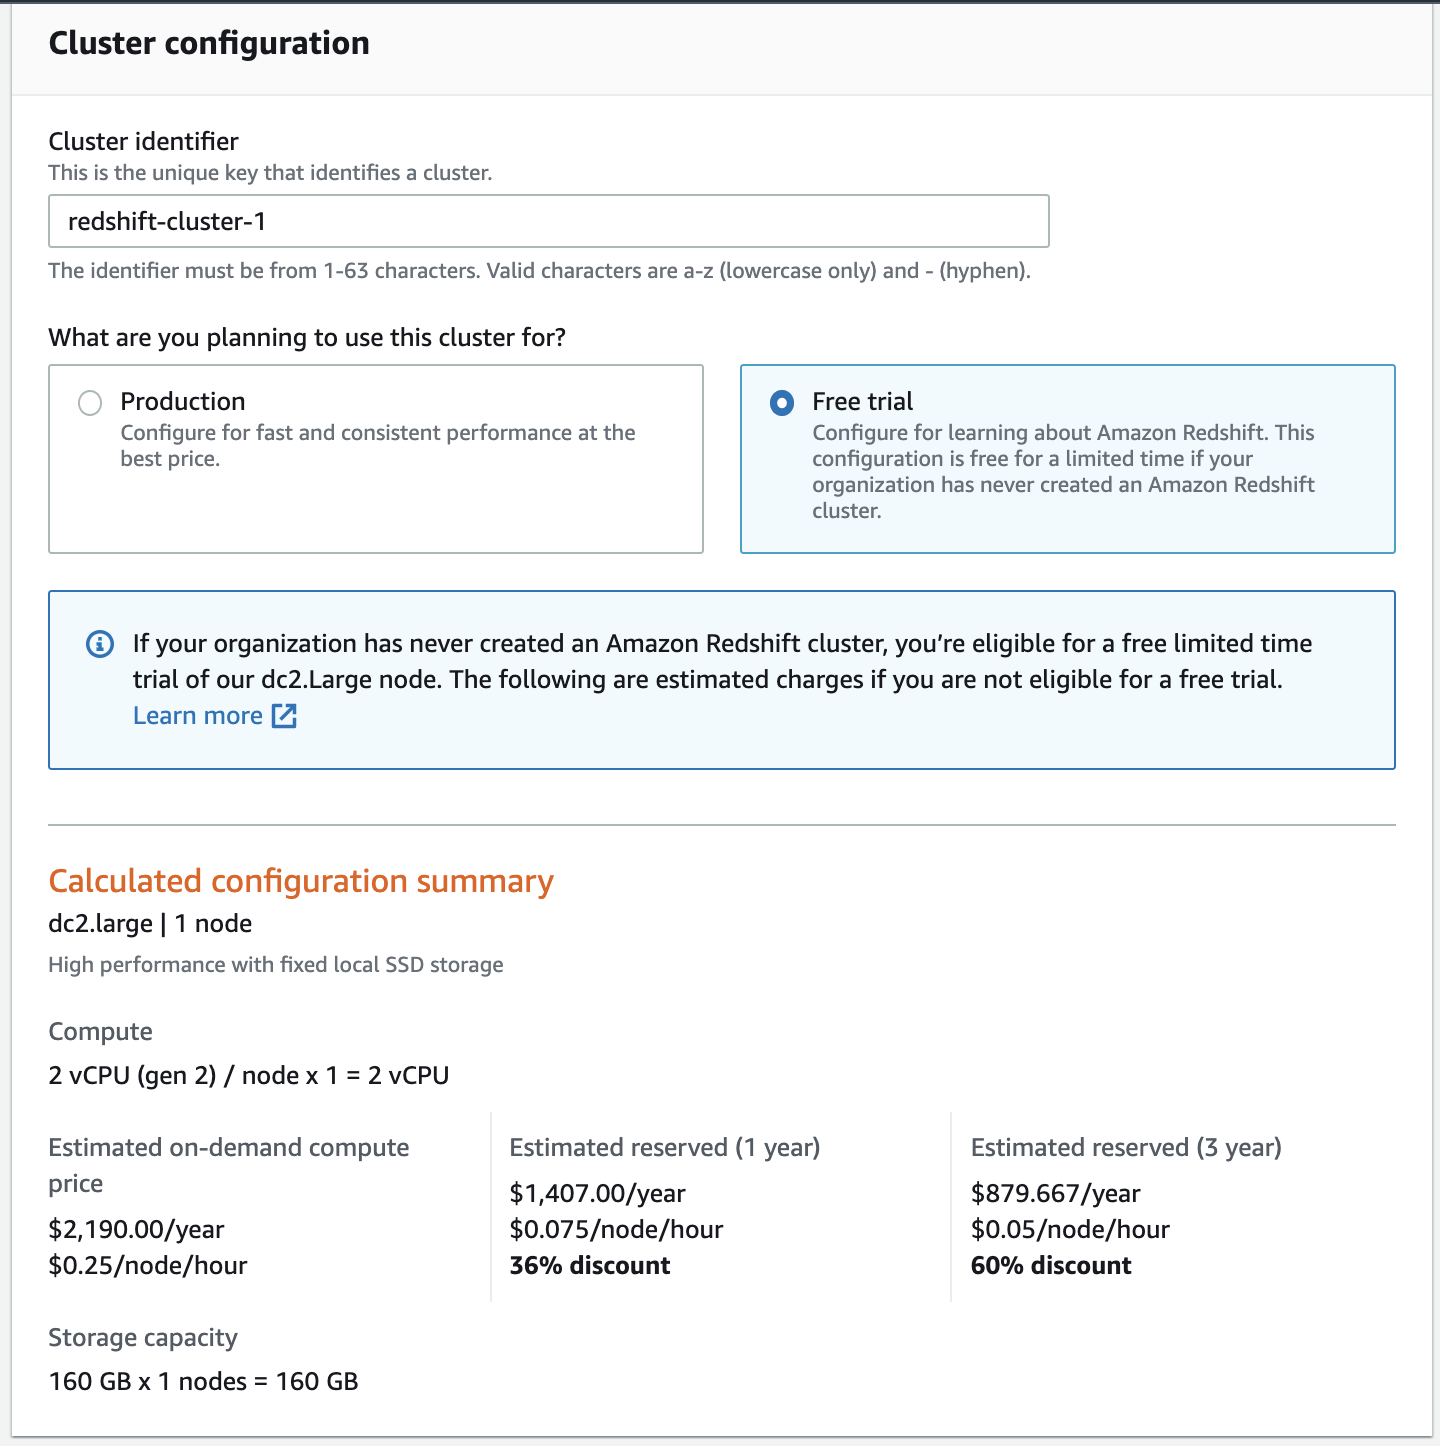 Cluster configuration
Cluster identifier
This is the unique key that identifies a cluster.
redshift-cluster-1
The identifier must be from 1-63 characters. Valid characters are a-z (lowercase only) and - (hyphen).
What are you planning to use this cluster for?
Production
Configure for fast and consistent performance at the
best price.
Free trial
Configure for learning about Amazon Redshift. This
configuration is free for a limited time if your
organization has never created an Amazon Redshift
cluster.
If your organization has never created an Amazon Redshift cluster, you’re eligible for a free limited time
trial of our dc2.Large node. The following are estimated charges if you are not eligible for a free trial.
Learn more
Calculated configuration summary
dc2.large | 1 node
High performance with fixed local SSD storage
Compute
2 vCPU (gen 2) / node x 1 = 2 vCPU
Estimated on-demand compute
price
$2,190.00/year
$0.25/node/hour
Estimated reserved (1 year)
$1,407.00/year
$0.075/node/hour
36% discount
Estimated reserved (3 year)
$879.667/year
$0.05/node/hour
60% discount
Storage capacity
160 GB x 1 nodes = 160 GB